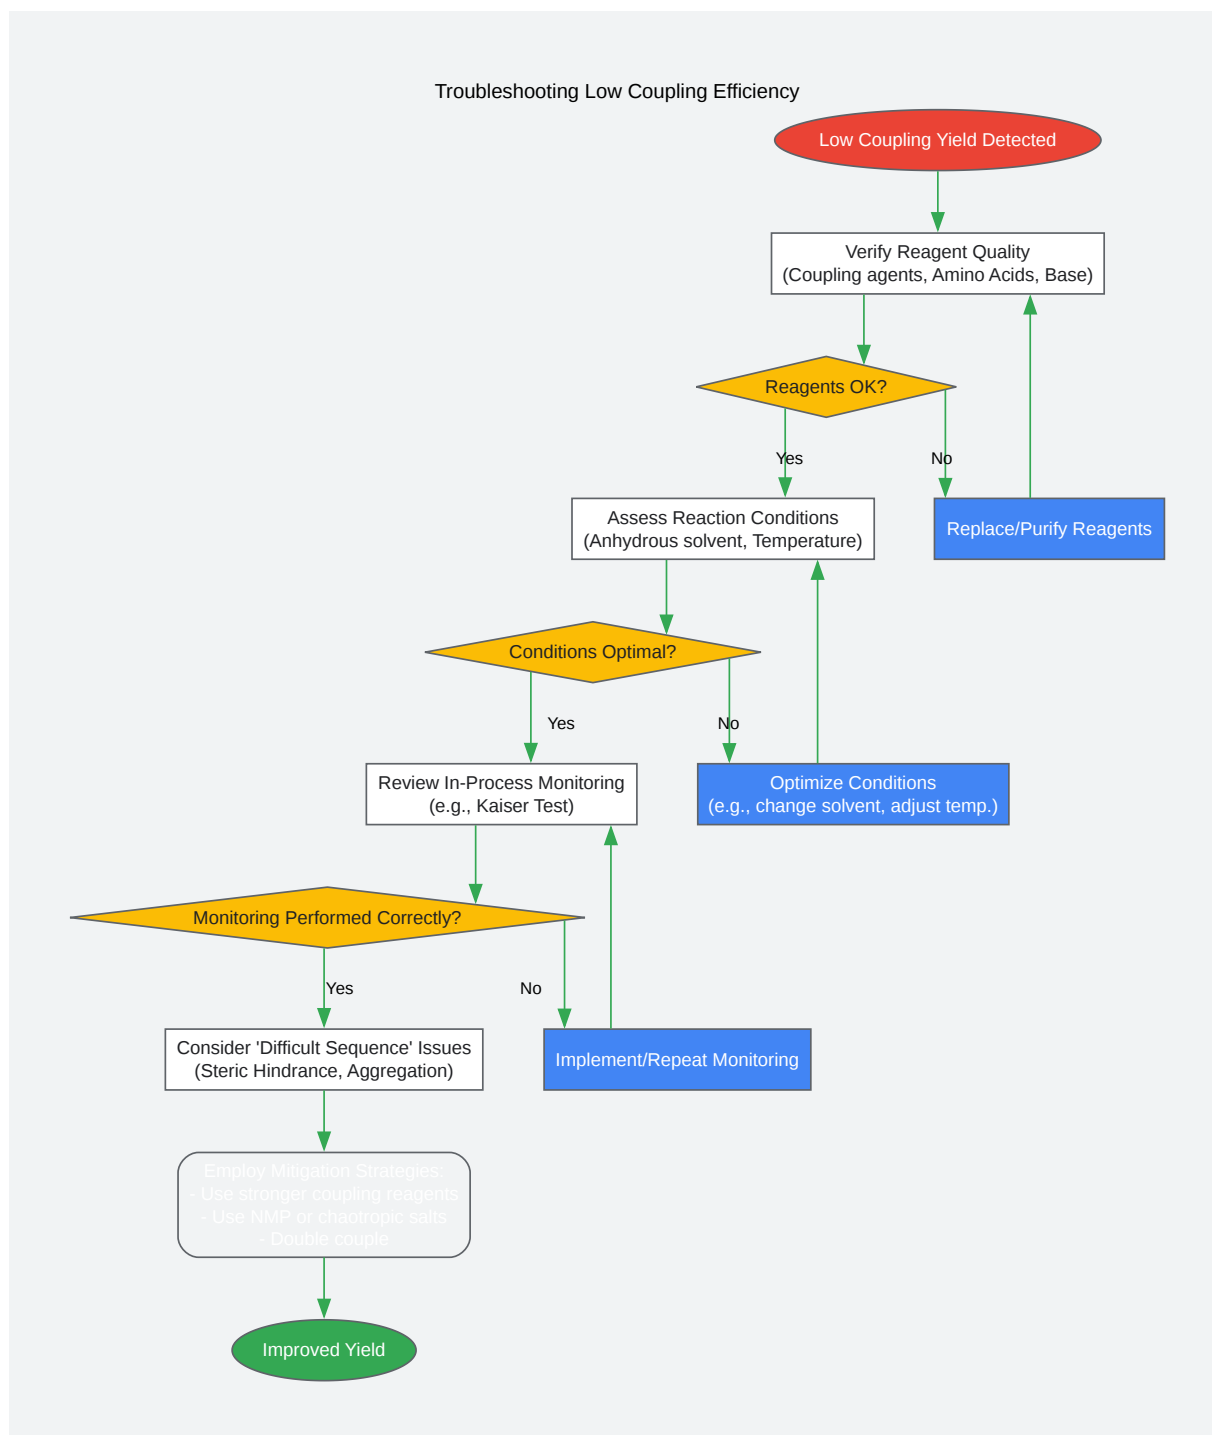 Troubleshooting Low Coupling Efficiency
Low Coupling Yield Detected
Verify Reagent Quality
(Coupling agents, Amino Acids, Base)
Reagents OK?
Yes
No
Assess Reaction Conditions
(Anhydrous solvent, Temperature)
Replace/Purify Reagents
Conditions Optimal?
Yes
No
Review In-Process Monitoring
(e.g., Kaiser Test)
Optimize Conditions
(e.g., change solvent, adjust temp.)
Monitoring Performed Correctly?
Yes
No
Consider 'Difficult Sequence' Issues
(Steric Hindrance, Aggregation)
Implement/Repeat Monitoring
Employ Mitigation Strategies:
- Use stronger coupling reagents
- Use NMP or chaotropic salts
- Double couple
Improved Yield